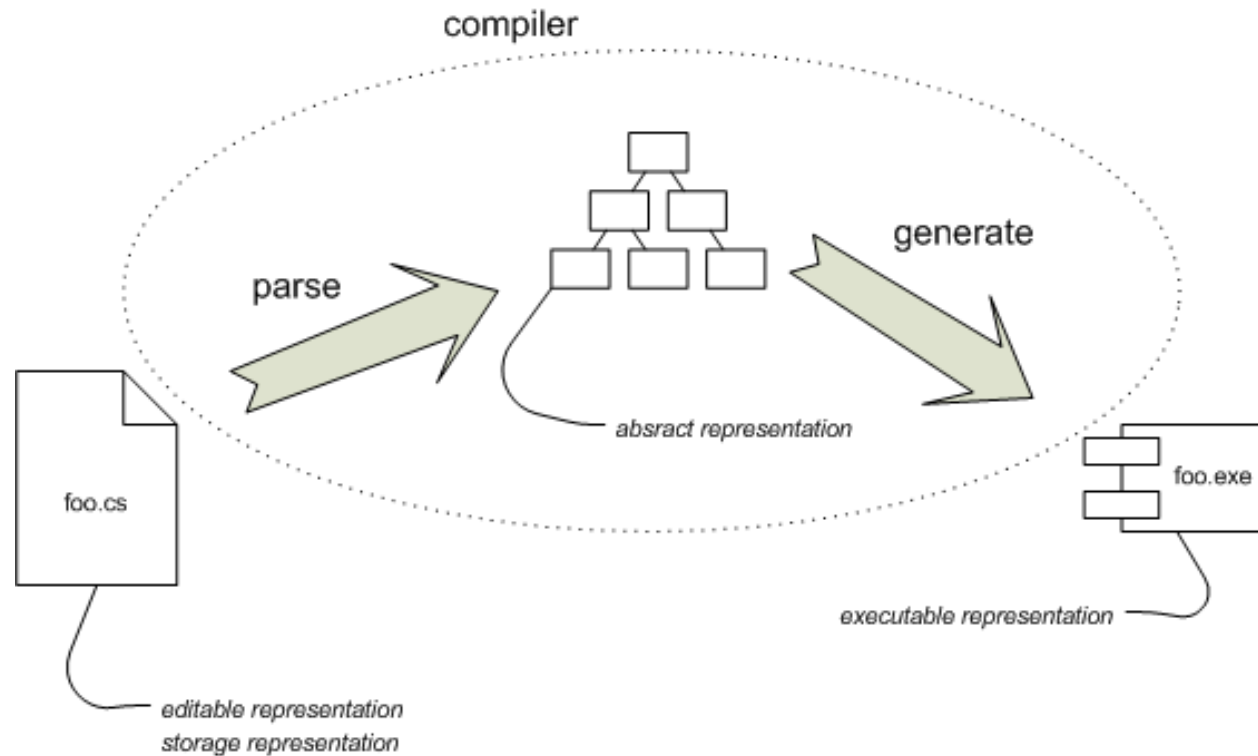 compiler
generate
parse
absract representation
foo.cs
foo.exe
executable representation
editable representation
storage representation